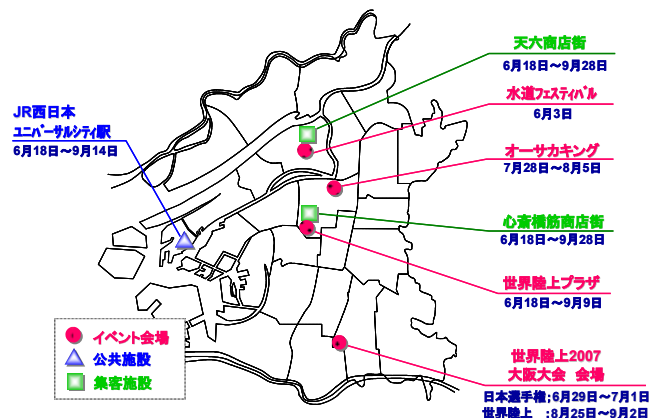 天六商店街
6月18日～9月28日
水道フェスティバル
6月3日
JR西日本
ユニバーサルシティ駅
6月18日～9月14日
オーサカキング
7月28日～8月5日
心斎橋筋商店街
6月18日～9月28日
世界陸上プラザ
6月18日～9月9日
イベント会場
公共施設
集客施設
世界陸上2007
大阪大会 会場
日本選手権;6月29日～7月1日
世界陸上 :8月25日～9月2日